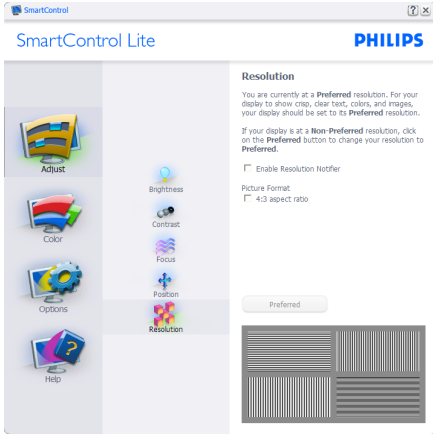 SmartControl
SmartControl Lite
PHILIPS
Adjust
Color
Options
Help
Brightness
Contrast
Focus
Position
Resolution
Resolution
You are currently at a Preferred resolution. For your
display to show crisp, clear text, colors, and images,
your display should be set to its Preferred resolution.
If your display is at a Non-Preferred resolution, click
on the Preferred button to change your resolution to
Preferred.
Enable Resolution Notifier
Picture Format
4:3 aspect ratio
Preferred